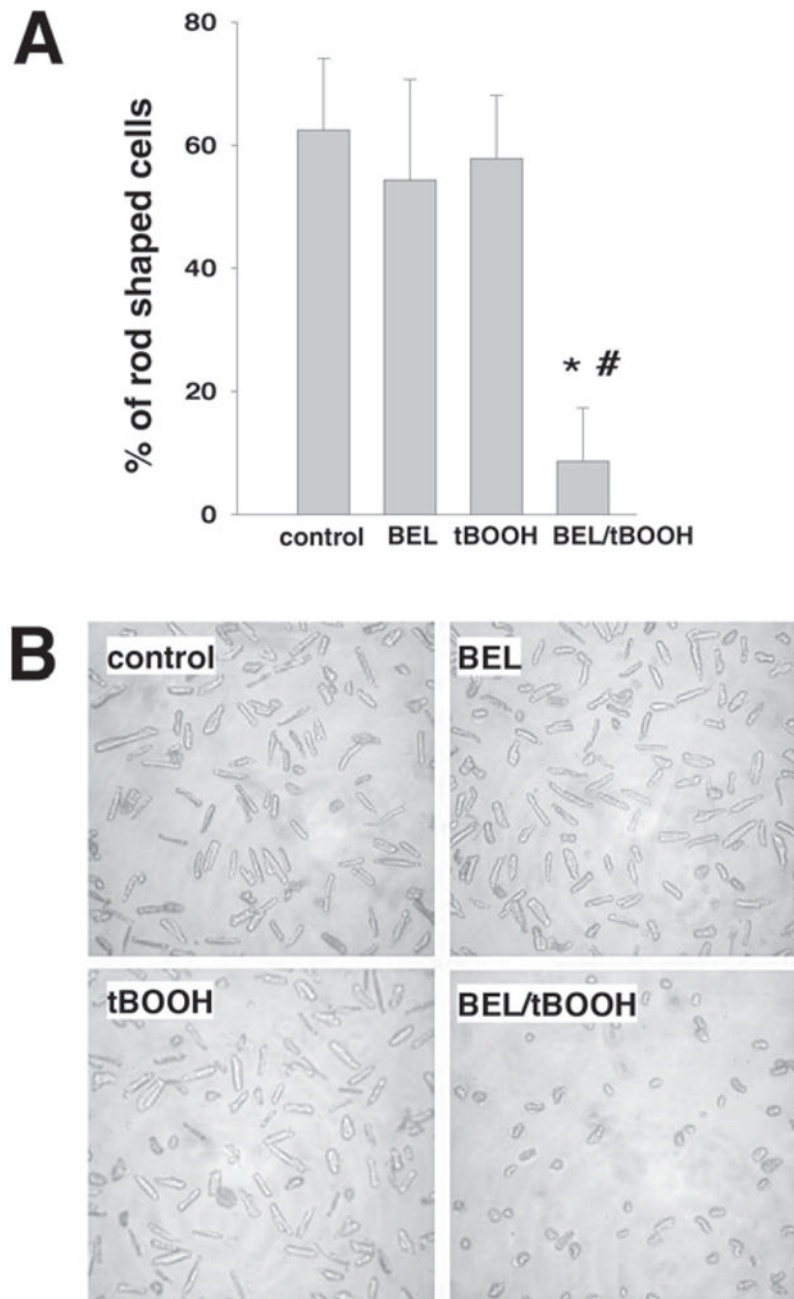 A
% of rod shaped cells
80
60
40
20
0
* #
control BEL tBOOH BEL/tBOOH
B
control
BEL
tBOOH
BEL/tBOOH